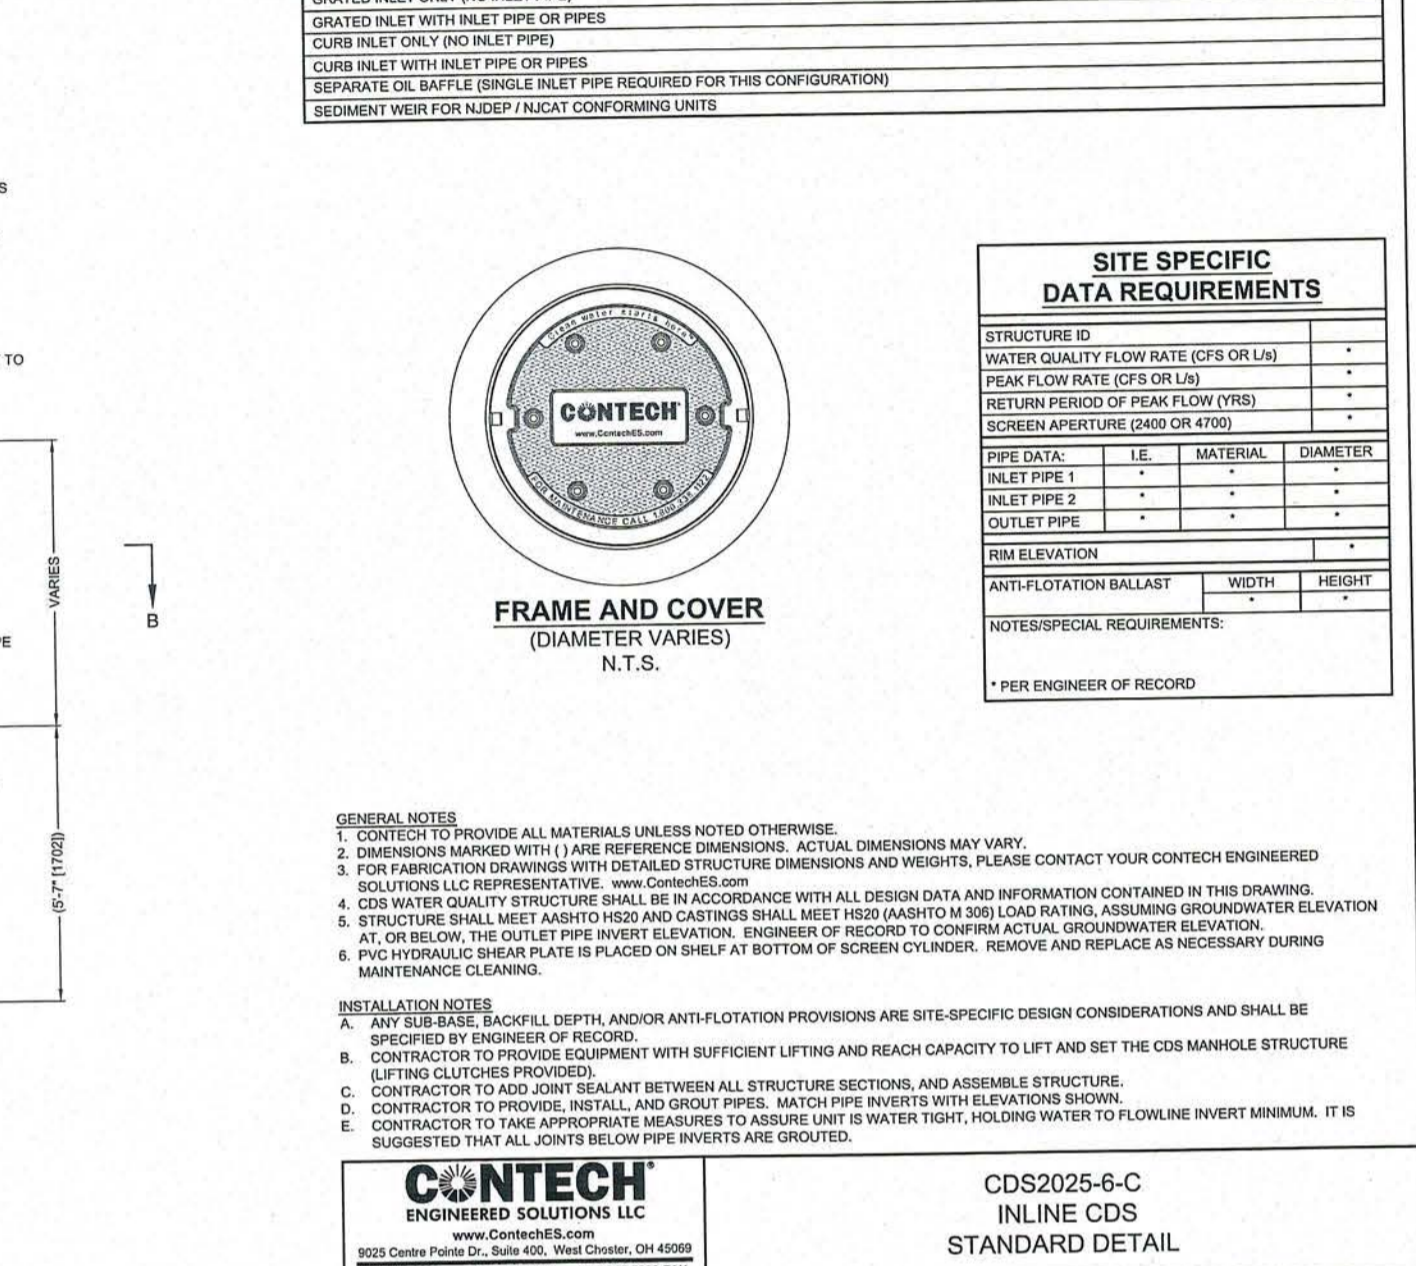 GRATED INLET WITH INLET PIPE OR PIPES
CURB INLET ONLY (NO INLET PIPE)
CURB INLET WITH INLET PIPE OR PIPES
SEPARATE OIL BAFFLE (SINGLE INLET PIPE REQUIRED FOR THIS CONFIGURATION)
SEDIMENT WEIR FOR NJDEP / NJCAT CONFORMING UNITS
S
TO
VARIES
B
PE
(5'-7" [1702])
Clean water starts here™
CONTECH®
www.ContechES.com
FOR MAINTENANCE CALL 1.800.338.1122
FRAME AND COVER
(DIAMETER VARIES)
N.T.S.
SITE SPECIFIC
DATA REQUIREMENTS
STRUCTURE ID
WATER QUALITY FLOW RATE (CFS OR L/s) *
PEAK FLOW RATE (CFS OR L/s) *
RETURN PERIOD OF PEAK FLOW (YRS) *
SCREEN APERTURE (2400 OR 4700) *
PIPE DATA: I.E. MATERIAL DIAMETER
INLET PIPE 1 * * *
INLET PIPE 2 * * *
OUTLET PIPE * * *
RIM ELEVATION *
ANTI-FLOTATION BALLAST WIDTH HEIGHT
* *
NOTES/SPECIAL REQUIREMENTS:
* PER ENGINEER OF RECORD
GENERAL NOTES
1. CONTECH TO PROVIDE ALL MATERIALS UNLESS NOTED OTHERWISE.
2. DIMENSIONS MARKED WITH ( ) ARE REFERENCE DIMENSIONS. ACTUAL DIMENSIONS MAY VARY.
3. FOR FABRICATION DRAWINGS WITH DETAILED STRUCTURE DIMENSIONS AND WEIGHTS, PLEASE CONTACT YOUR CONTECH ENGINEERED
SOLUTIONS LLC REPRESENTATIVE. www.ContechES.com
4. CDS WATER QUALITY STRUCTURE SHALL BE IN ACCORDANCE WITH ALL DESIGN DATA AND INFORMATION CONTAINED IN THIS DRAWING.
5. STRUCTURE SHALL MEET AASHTO HS20 AND CASTINGS SHALL MEET HS20 (AASHTO M 306) LOAD RATING, ASSUMING GROUNDWATER ELEVATION
AT, OR BELOW, THE OUTLET PIPE INVERT ELEVATION. ENGINEER OF RECORD TO CONFIRM ACTUAL GROUNDWATER ELEVATION.
6. PVC HYDRAULIC SHEAR PLATE IS PLACED ON SHELF AT BOTTOM OF SCREEN CYLINDER. REMOVE AND REPLACE AS NECESSARY DURING
MAINTENANCE CLEANING.
INSTALLATION NOTES
A. ANY SUB-BASE, BACKFILL DEPTH, AND/OR ANTI-FLOTATION PROVISIONS ARE SITE-SPECIFIC DESIGN CONSIDERATIONS AND SHALL BE
SPECIFIED BY ENGINEER OF RECORD.
B. CONTRACTOR TO PROVIDE EQUIPMENT WITH SUFFICIENT LIFTING AND REACH CAPACITY TO LIFT AND SET THE CDS MANHOLE STRUCTURE
(LIFTING CLUTCHES PROVIDED).
C. CONTRACTOR TO ADD JOINT SEALANT BETWEEN ALL STRUCTURE SECTIONS, AND ASSEMBLE STRUCTURE.
D. CONTRACTOR TO PROVIDE, INSTALL, AND GROUT PIPES. MATCH PIPE INVERTS WITH ELEVATIONS SHOWN.
E. CONTRACTOR TO TAKE APPROPRIATE MEASURES TO ASSURE UNIT IS WATER TIGHT, HOLDING WATER TO FLOWLINE INVERT MINIMUM. IT IS
SUGGESTED THAT ALL JOINTS BELOW PIPE INVERTS ARE GROUTED.
CONTECH®
ENGINEERED SOLUTIONS LLC
www.ContechES.com
9025 Centre Pointe Dr., Suite 400, West Chester, OH 45069
CDS2025-6-C
INLINE CDS
STANDARD DETAIL